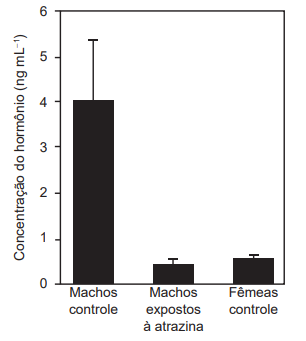 Concentração do hormônio (ng mL⁻¹)
6
5
4
3
2
1
0
Machos
controle
Machos
expostos
à atrazina
Fêmeas
controle